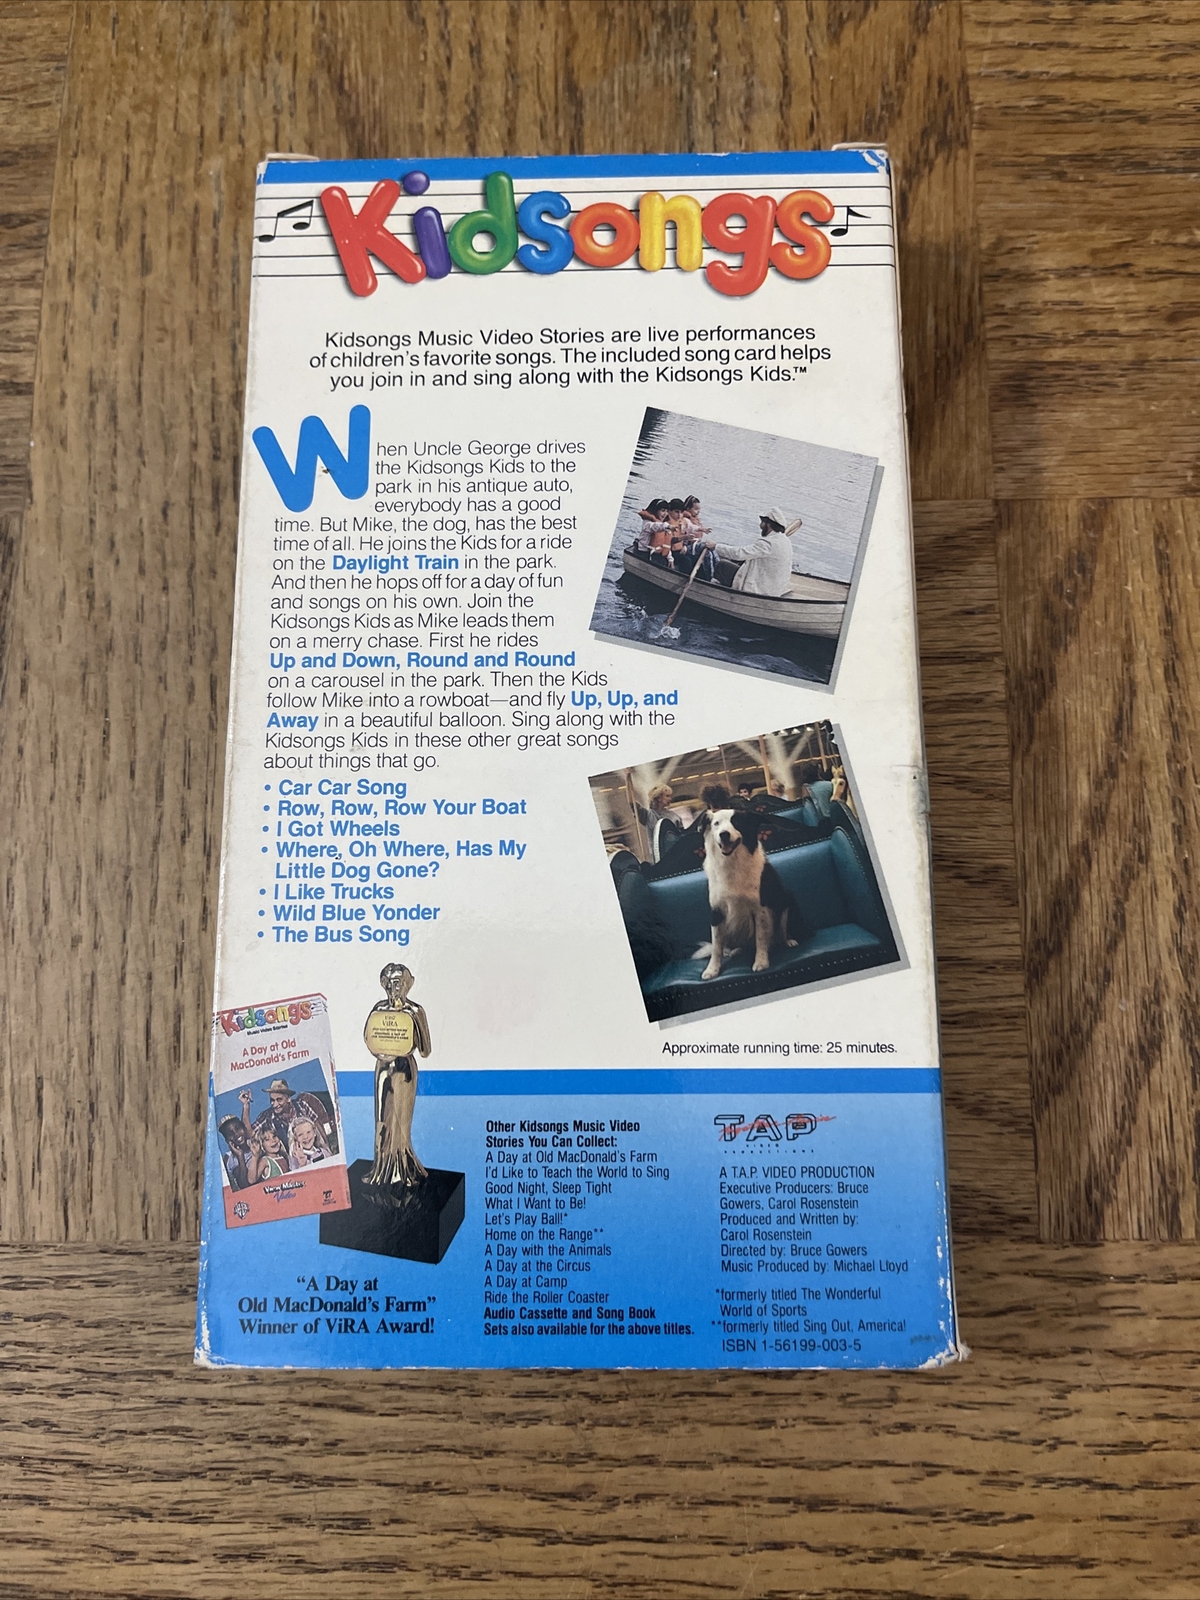 Kidsongs
Kidsongs Music Video Stories are live performances
of children's favorite songs. The included song card helps
you join in and sing along with the Kidsongs Kids.™
When Uncle George drives
the Kidsongs Kids to the
park in his antique auto,
everybody has a good
time. But Mike, the dog, has the best
time of all. He joins the Kids for a ride
on the Daylight Train in the park.
And then he hops off for a day of fun
and songs on his own. Join the
Kidsongs Kids as Mike leads them
on a merry chase. First he rides
Up and Down, Round and Round
on a carousel in the park. Then the Kids
follow Mike into a rowboat—and fly Up, Up, and
Away in a beautiful balloon. Sing along with the
Kidsongs Kids in these other great songs
about things that go.
• Car Car Song
• Row, Row, Row Your Boat
• I Got Wheels
• Where, Oh Where, Has My
Little Dog Gone?
• I Like Trucks
• Wild Blue Yonder
• The Bus Song
Approximate running time: 25 minutes.
Kidsongs
Music Video Stories
A Day at Old
MacDonald's Farm
View-Master
Video
ViRA
"A Day at
Old MacDonald's Farm"
Winner of ViRA Award!
Other Kidsongs Music Video
Stories You Can Collect:
A Day at Old MacDonald's Farm
I'd Like to Teach the World to Sing
Good Night, Sleep Tight
What I Want to Be!
Let's Play Ball!*
Home on the Range**
A Day with the Animals
A Day at the Circus
A Day at Camp
Ride the Roller Coaster
Audio Cassette and Song Book
Sets also available for the above titles.
TAP
VIDEO
PRODUCTIONS
A T.A.P. VIDEO PRODUCTION
Executive Producers: Bruce
Gowers, Carol Rosenstein
Produced and Written by:
Carol Rosenstein
Directed by: Bruce Gowers
Music Produced by: Michael Lloyd
*formerly titled The Wonderful
World of Sports
**formerly titled Sing Out, America!
ISBN 1-56199-003-5